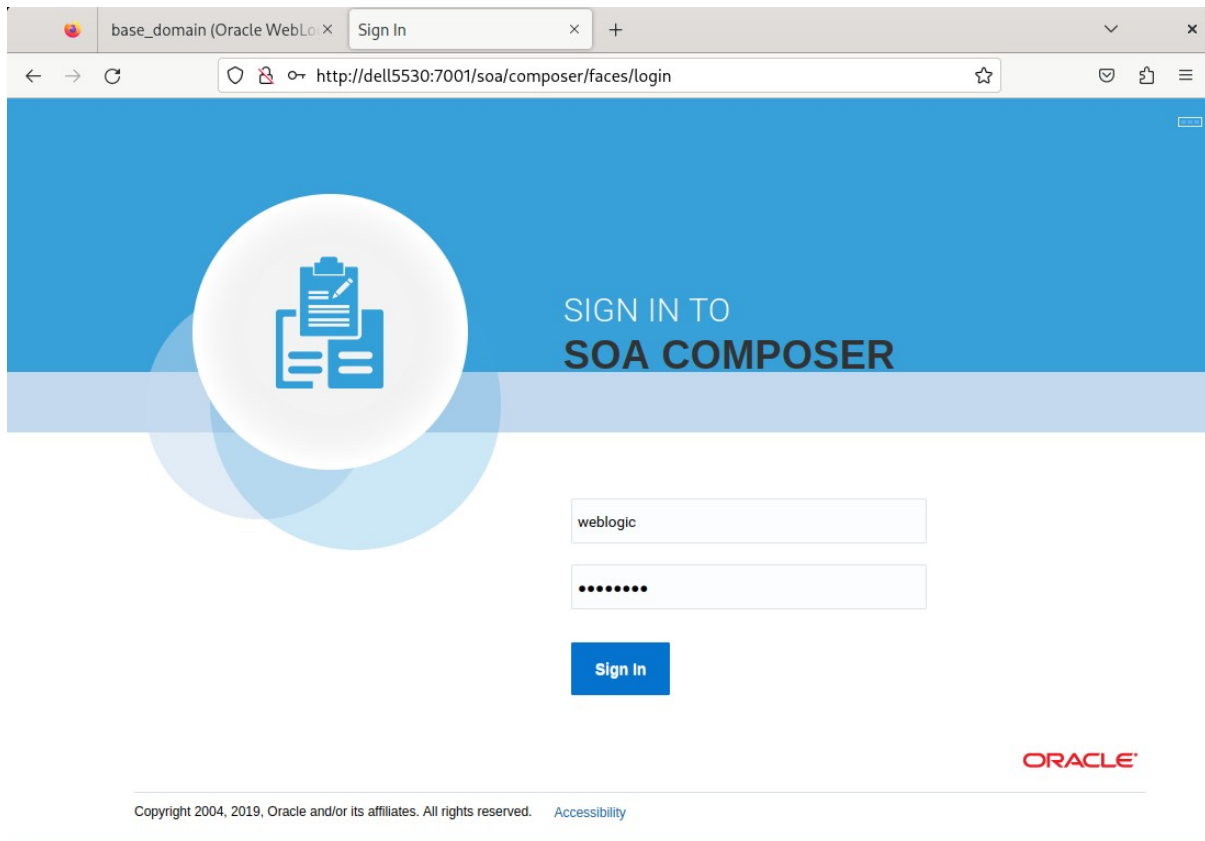 base_domain (Oracle WebLo
Sign In
http://dell5530:7001/soa/composer/faces/login
SIGN IN TO
SOA COMPOSER
weblogic
Sign In
ORACLE
Copyright 2004, 2019, Oracle and/or its affiliates. All rights reserved. Accessibility